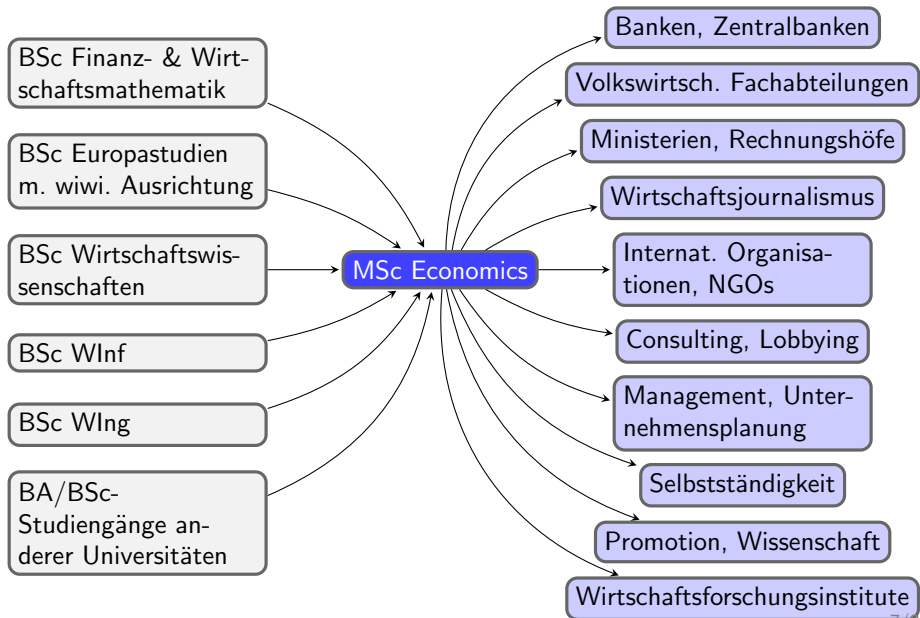 BSc Finanz- & Wirt-
schaftsmathematik
BSc Europastudien
m. wiwi. Ausrichtung
BSc Wirtschaftswis-
senschaften
BSc WInf
BSc WIng
BA/BSc-
Studiengänge an-
derer Universitäten
MSc Economics
Banken, Zentralbanken
Volkswirtsch. Fachabteilungen
Ministerien, Rechnungshöfe
Wirtschaftsjournalismus
Internat. Organisa-
tionen, NGOs
Consulting, Lobbying
Management, Unter-
nehmensplanung
Selbstständigkeit
Promotion, Wissenschaft
Wirtschaftsforschungsinstitute